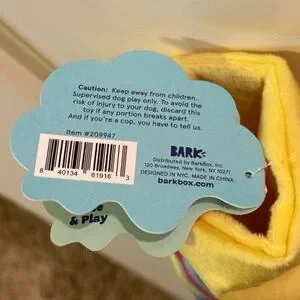 Caution: Keep away from children.
Supervised dog play only. To avoid the
risk of injury to your dog, discard this
toy if any portion breaks apart.
And if you're a cop, you have to tell us.
Item #209947
8 40134 61916 3
BARK
Distributed by BarkBox, Inc.
120 Broadway, New York, NY 10271
DESIGNED IN NYC. MADE IN CHINA.
barkbox.com
& Play